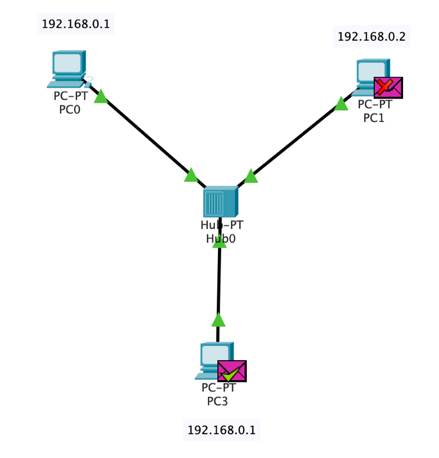 192.168.0.1
192.168.0.2
PC-PT
PC0
PC-PT
PC1
Hub-PT
Hub0
PC-PT
PC3
192.168.0.1